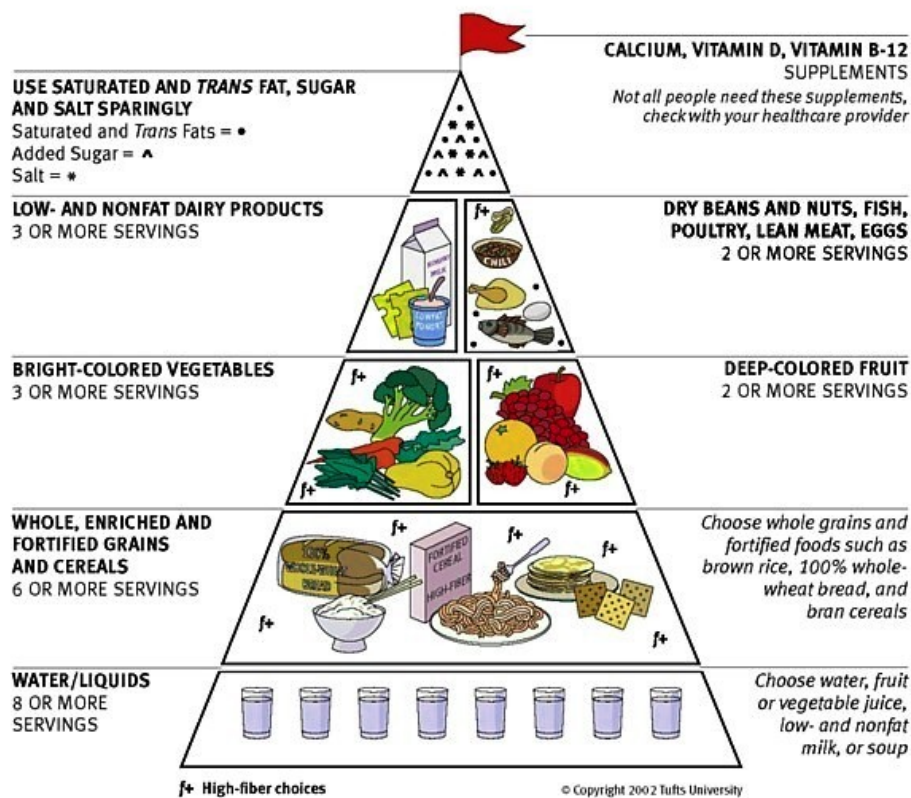 CALCIUM, VITAMIN D, VITAMIN B-12
SUPPLEMENTS
Not all people need these supplements,
check with your healthcare provider
USE SATURATED AND TRANS FAT, SUGAR
AND SALT SPARINGLY
Saturated and Trans Fats = •
Added Sugar = ^
Salt = *
LOW- AND NONFAT DAIRY PRODUCTS
3 OR MORE SERVINGS
MILK
LOWFAT
f+
CHILI
DRY BEANS AND NUTS, FISH,
POULTRY, LEAN MEAT, EGGS
2 OR MORE SERVINGS
BRIGHT-COLORED VEGETABLES
3 OR MORE SERVINGS
f+
f+
f+
f+
DEEP-COLORED FRUIT
2 OR MORE SERVINGS
WHOLE, ENRICHED AND
FORTIFIED GRAINS
AND CEREALS
6 OR MORE SERVINGS
100%
WHOLE-WHEAT
BREAD
FORTIFIED
CEREAL
HIGH-FIBER
f+
f+
f+
f+
f+
Choose whole grains and
fortified foods such as
brown rice, 100% whole-
wheat bread, and
bran cereals
WATER/LIQUIDS
8 OR MORE
SERVINGS
Choose water, fruit
or vegetable juice,
low- and nonfat
milk, or soup
f+ High-fiber choices
© Copyright 2002 Tufts University